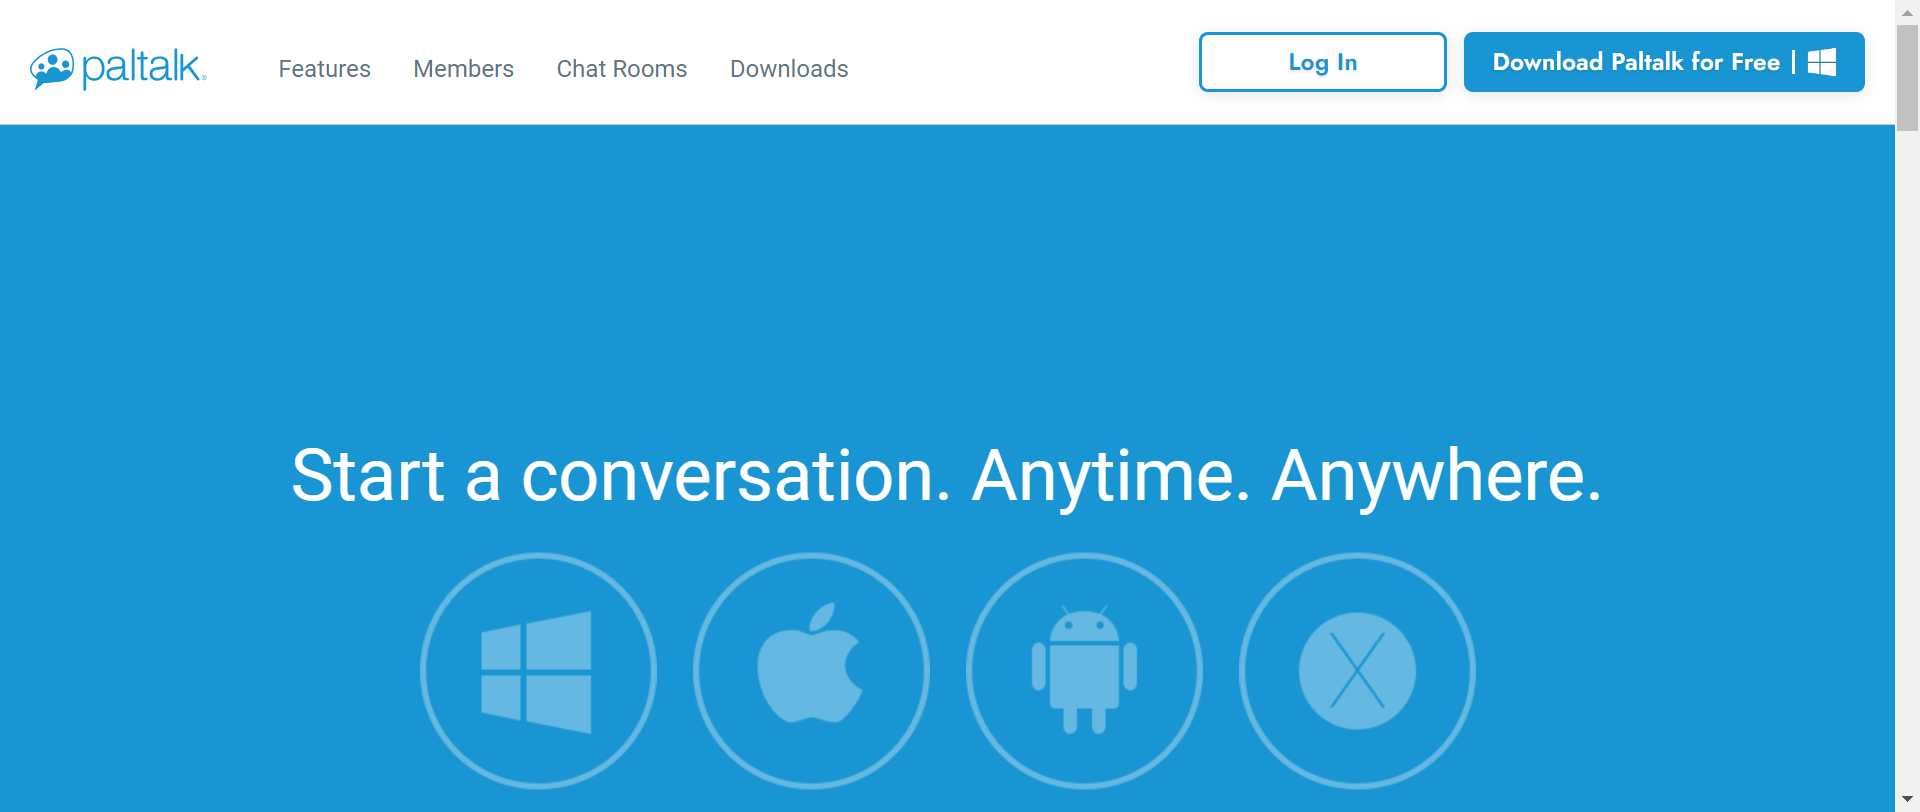 paltalk®
Features
Members
Chat Rooms
Downloads
Log In
Download Paltalk for Free
Start a conversation. Anytime. Anywhere.